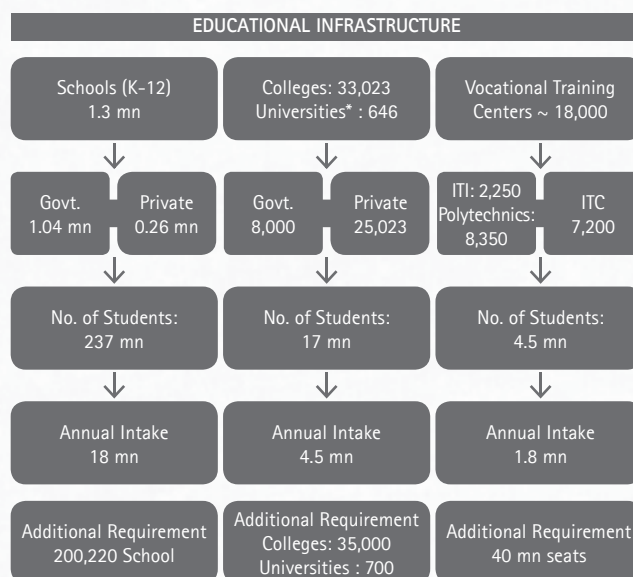 EDUCATIONAL INFRASTRUCTURE
Schools (K-12)
1.3 mn
Colleges: 33,023
Universities* : 646
Vocational Training
Centers ~ 18,000
Govt.
1.04 mn
Private
0.26 mn
Govt.
8,000
Private
25,023
ITI: 2,250
Polytechnics:
8,350
ITC
7,200
No. of Students:
237 mn
No. of Students:
17 mn
No. of Students:
4.5 mn
Annual Intake
18 mn
Annual Intake
4.5 mn
Annual Intake
1.8 mn
Additional Requirement
200,220 School
Additional Requirement
Colleges: 35,000
Universities : 700
Additional Requirement
40 mn seats